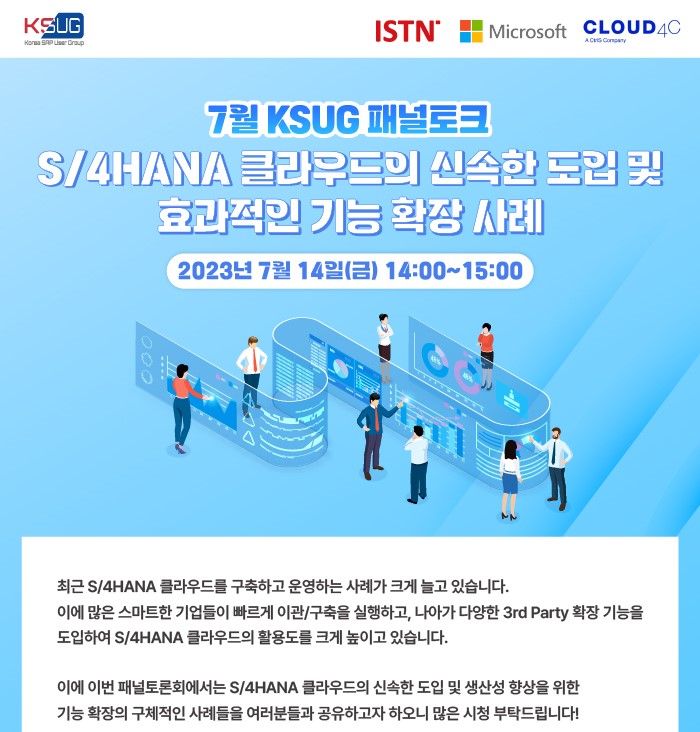 KSUG
Korea SAP User Group
ISTN
Microsoft
CLOUD4C
A CtrlS Company
7월 KSUG 패널토크
S/4HANA 클라우드의 신속한 도입 및
효과적인 기능 확장 사례
2023년 7월 14일(금) 14:00~15:00
최근 S/4HANA 클라우드를 구축하고 운영하는 사례가 크게 늘고 있습니다.
이에 많은 스마트한 기업들이 빠르게 이관/구축을 실행하고, 나아가 다양한 3rd Party 확장 기능을
도입하여 S/4HANA 클라우드의 활용도를 크게 높이고 있습니다.
이에 이번 패널토론회에서는 S/4HANA 클라우드의 신속한 도입 및 생산성 향상을 위한
기능 확장의 구체적인 사례들을 여러분들과 공유하고자 하오니 많은 시청 부탁드립니다!